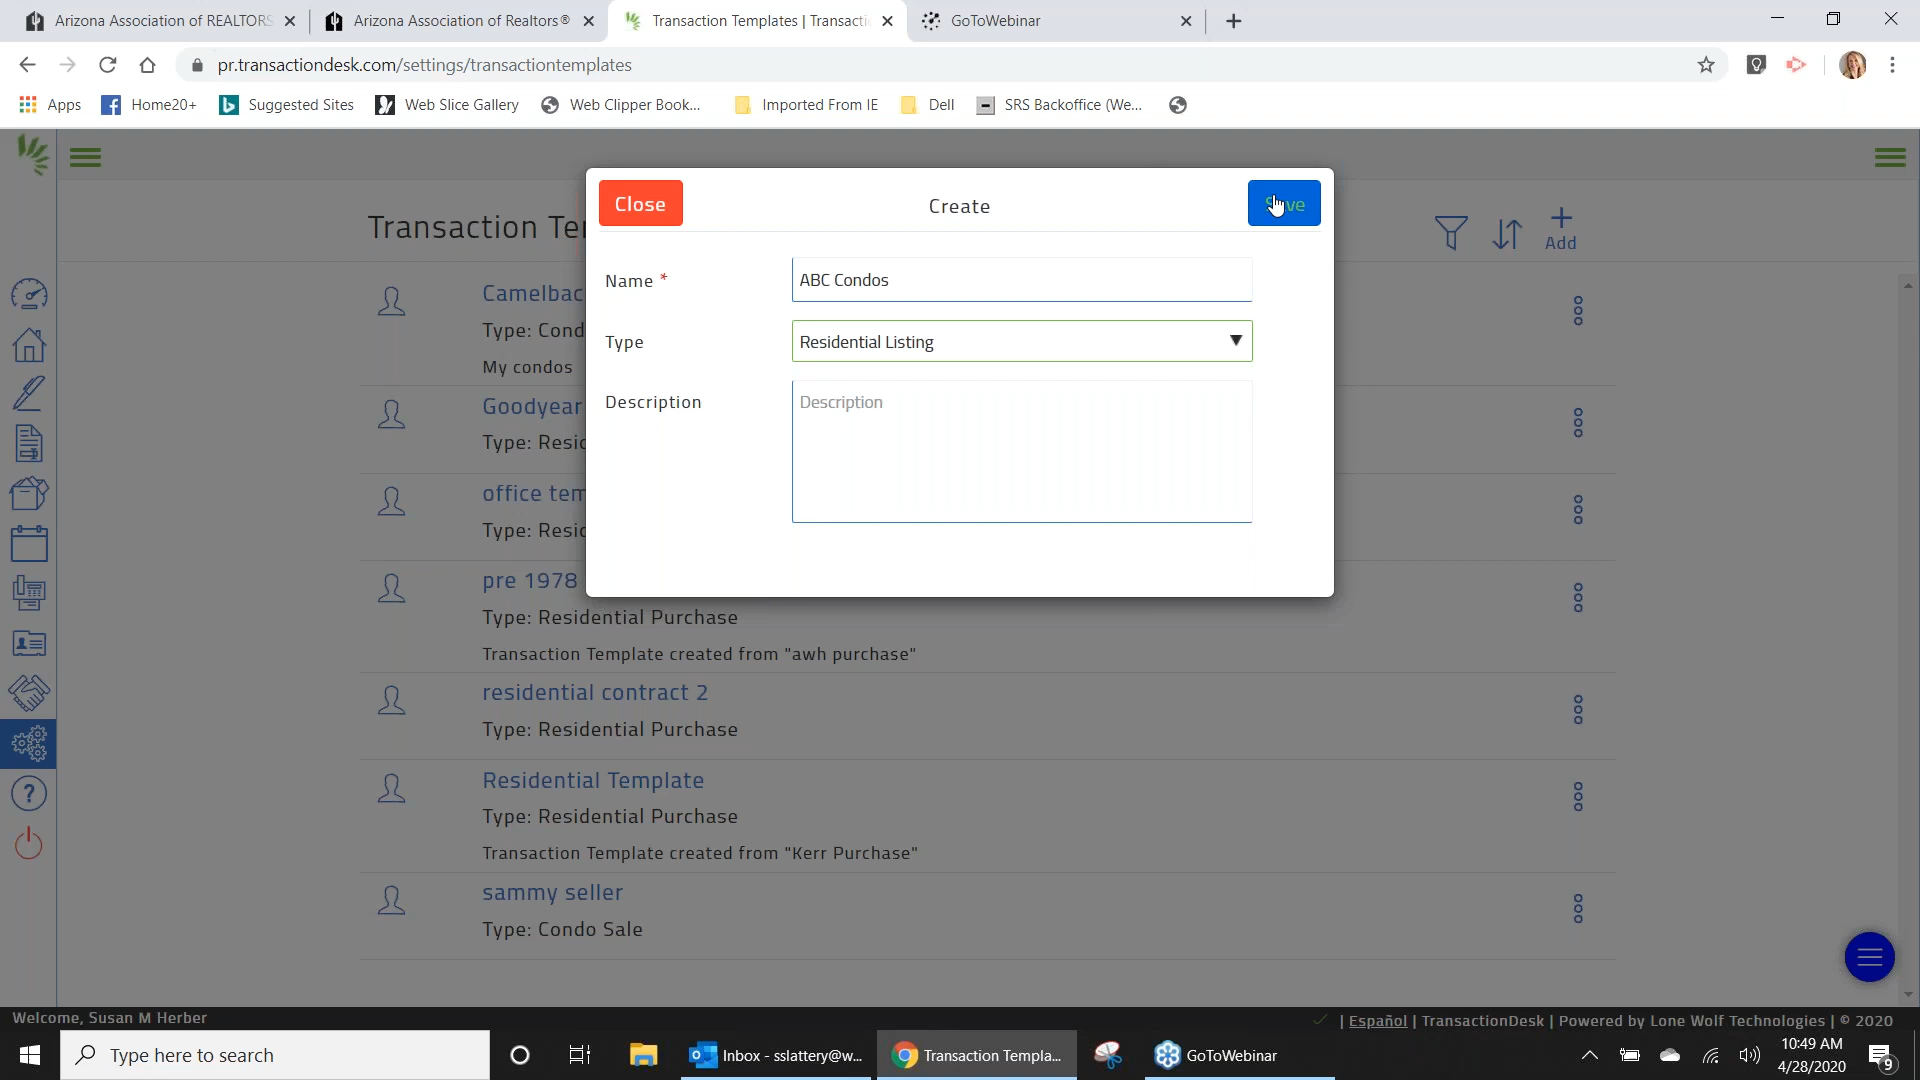 Arizona Association of REALTORS
Arizona Association of Realtors®
Transaction Templates | Transacti
GoToWebinar
pr.transactiondesk.com/settings/transactiontemplates
Apps
Home20+
Suggested Sites
Web Slice Gallery
Web Clipper Book...
Imported From IE
Dell
SRS Backoffice (We...
Close
Create
Save
Transaction Te
Add
Name *
ABC Condos
Type
Residential Listing
Description
Description
Camelbac
Type: Cond
My condos
Goodyear
Type: Resid
office tem
Type: Resid
pre 1978
Type: Residential Purchase
Transaction Template created from "awh purchase"
residential contract 2
Type: Residential Purchase
Residential Template
Type: Residential Purchase
Transaction Template created from "Kerr Purchase"
sammy seller
Type: Condo Sale
Welcome, Susan M Herber
| Español | TransactionDesk | Powered by Lone Wolf Technologies | © 2020
Type here to search
Inbox - sslattery@w...
Transaction Templa...
GoToWebinar
10:49 AM
4/28/2020
9